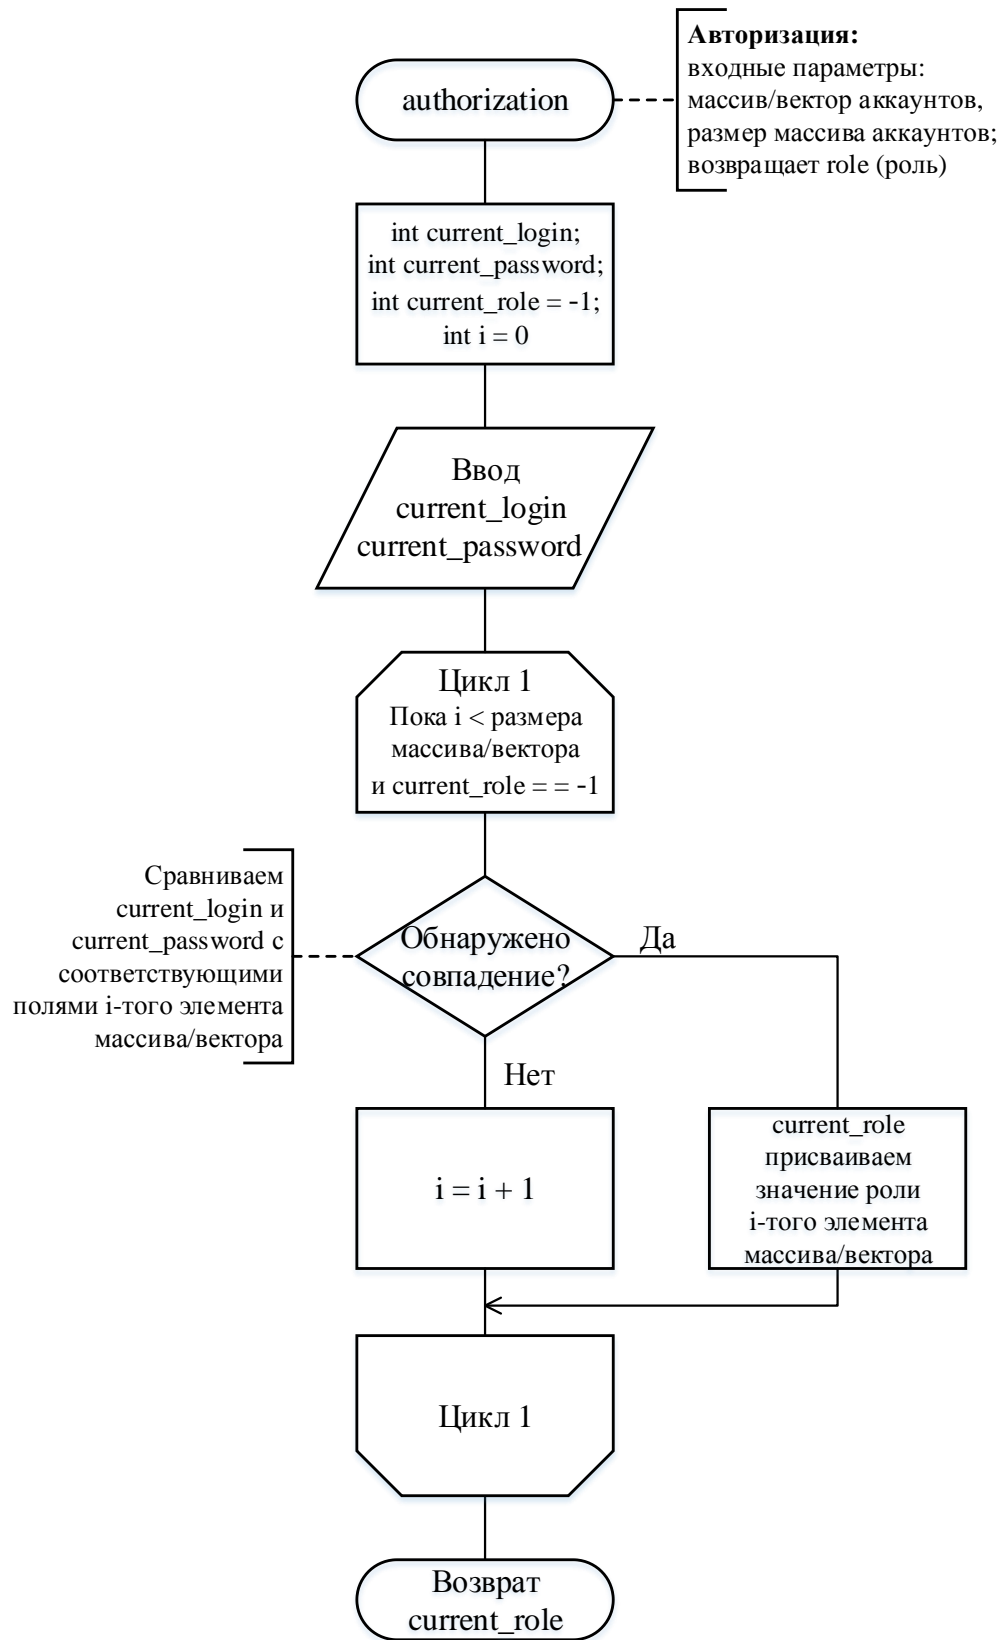 authorization
Авторизация:
входные параметры:
массив/вектор аккаунтов,
размер массива аккаунтов;
возвращает role (роль)
int current_login;
int current_password;
int current_role = -1;
int i = 0
Ввод
current_login
current_password
Цикл 1
Пока i < размера
массива/вектора
и current_role = = -1
Сравниваем
current_login и
current_password с
соответствующими
полями i-того элемента
массива/вектора
Обнаружено
совпадение?
Да
Нет
i = i + 1
current_role
присваиваем
значение роли
i-того элемента
массива/вектора
Цикл 1
Возврат
current_role